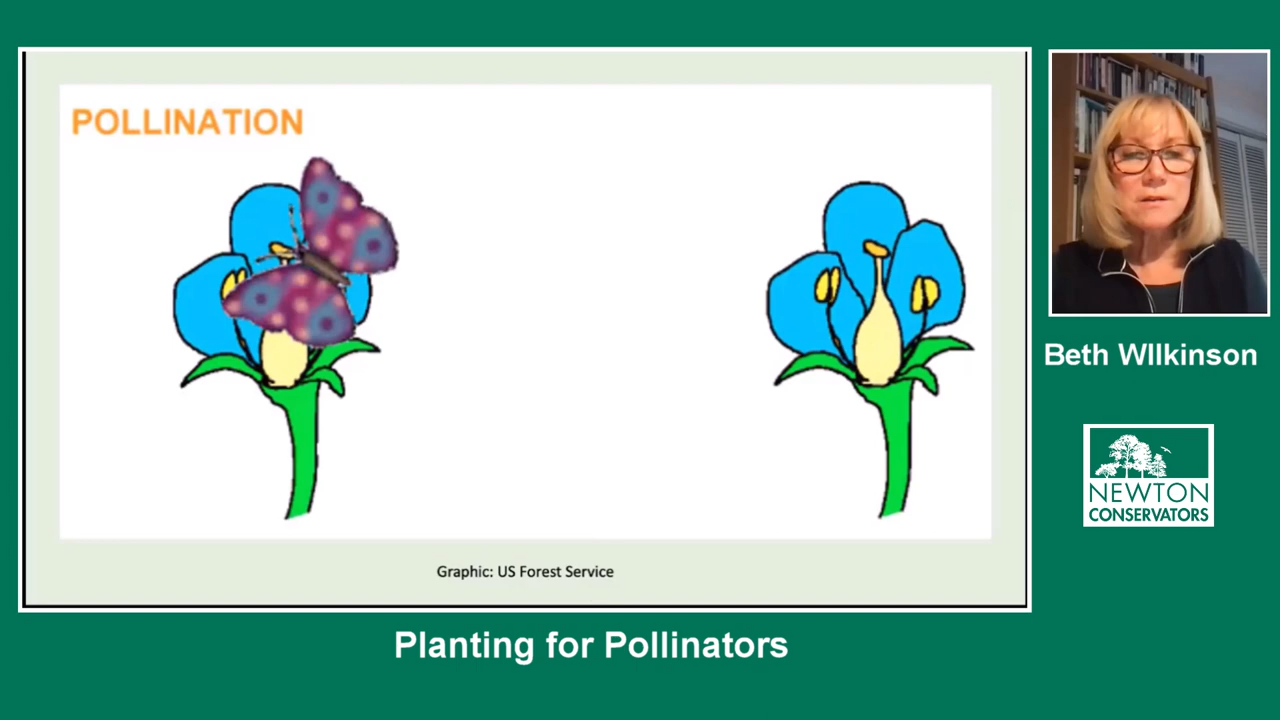 POLLINATION
Graphic: US Forest Service
Beth WIlkinson
NEWTON
CONSERVATORS
Planting for Pollinators